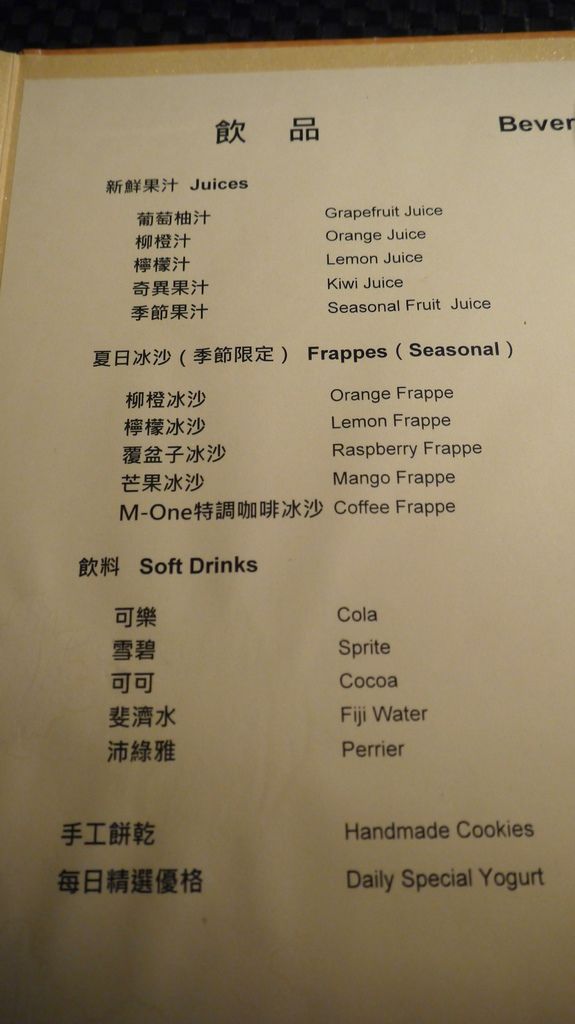 飲 品 Bever
新鮮果汁 Juices
葡萄柚汁 Grapefruit Juice
柳橙汁 Orange Juice
檸檬汁 Lemon Juice
奇異果汁 Kiwi Juice
季節果汁 Seasonal Fruit Juice
夏日冰沙（季節限定） Frappes（Seasonal）
柳橙冰沙 Orange Frappe
檸檬冰沙 Lemon Frappe
覆盆子冰沙 Raspberry Frappe
芒果冰沙 Mango Frappe
M-One特調咖啡冰沙 Coffee Frappe
飲料 Soft Drinks
可樂 Cola
雪碧 Sprite
可可 Cocoa
斐濟水 Fiji Water
沛綠雅 Perrier
手工餅乾 Handmade Cookies
每日精選優格 Daily Special Yogurt